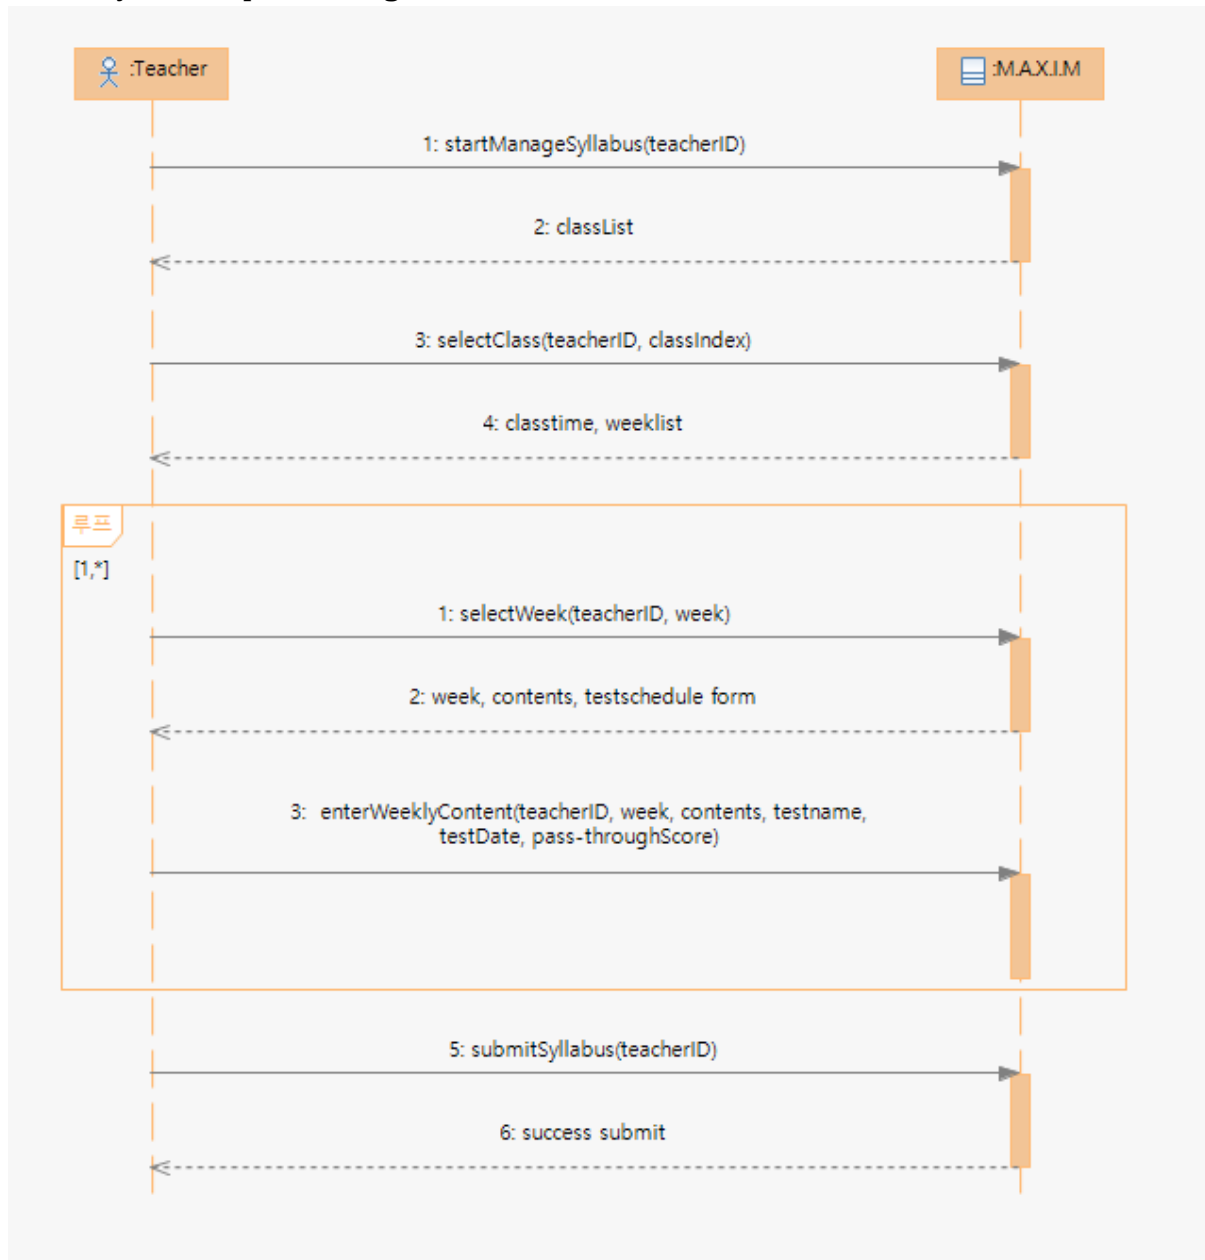 :Teacher
:M.A.X.I.M
1: startManageSyllabus(teacherID)
2: classList
3: selectClass(teacherID, classIndex)
4: classtime, weeklist
루프
[1,*]
1: selectWeek(teacherID, week)
2: week, contents, testschedule form
3: enterWeeklyContent(teacherID, week, contents, testname,
testDate, pass-throughScore)
5: submitSyllabus(teacherID)
6: success submit